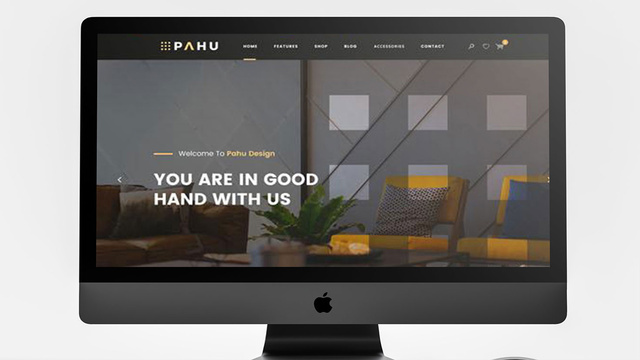 PAHU
HOME FEATURES SHOP BLOG ACCESSORIES CONTACT
Welcome To Pahu Design
YOU ARE IN GOOD
HAND WITH US